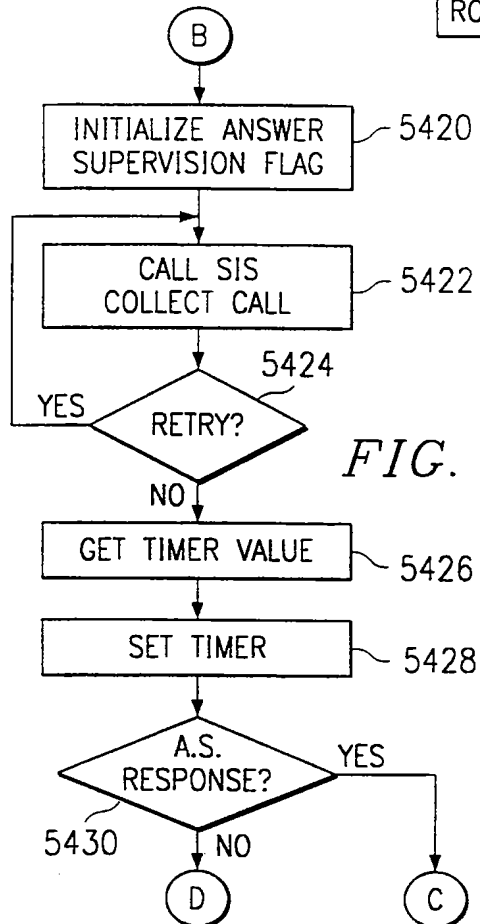 RO
B
INITIALIZE ANSWER
SUPERVISION FLAG
5420
CALL SIS
COLLECT CALL
5422
5424
YES
RETRY?
FIG.
NO
GET TIMER VALUE
5426
SET TIMER
5428
A.S.
RESPONSE?
YES
5430
NO
D
C